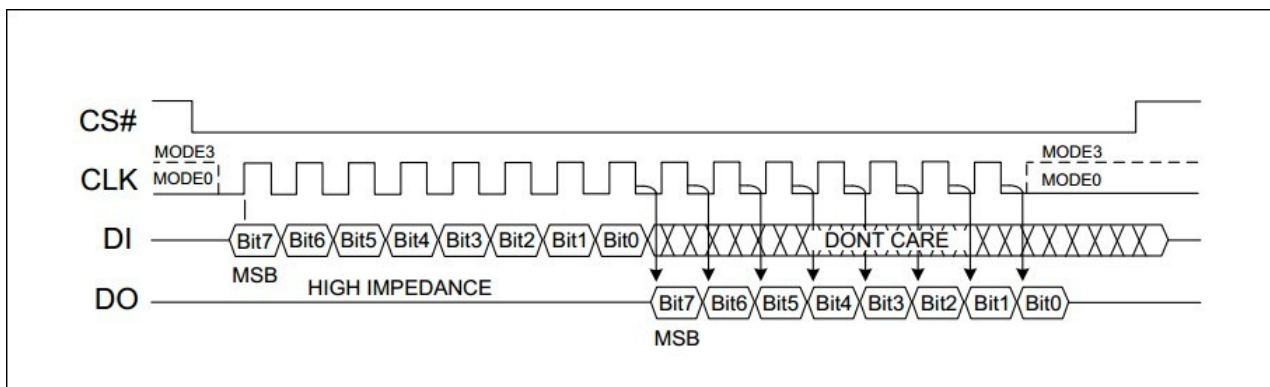 CS#
MODE3 MODE3
CLK MODE0 MODE0
DI Bit7 Bit6 Bit5 Bit4 Bit3 Bit2 Bit1 Bit0 DONT CARE
MSB
DO HIGH IMPEDANCE Bit7 Bit6 Bit5 Bit4 Bit3 Bit2 Bit1 Bit0
MSB